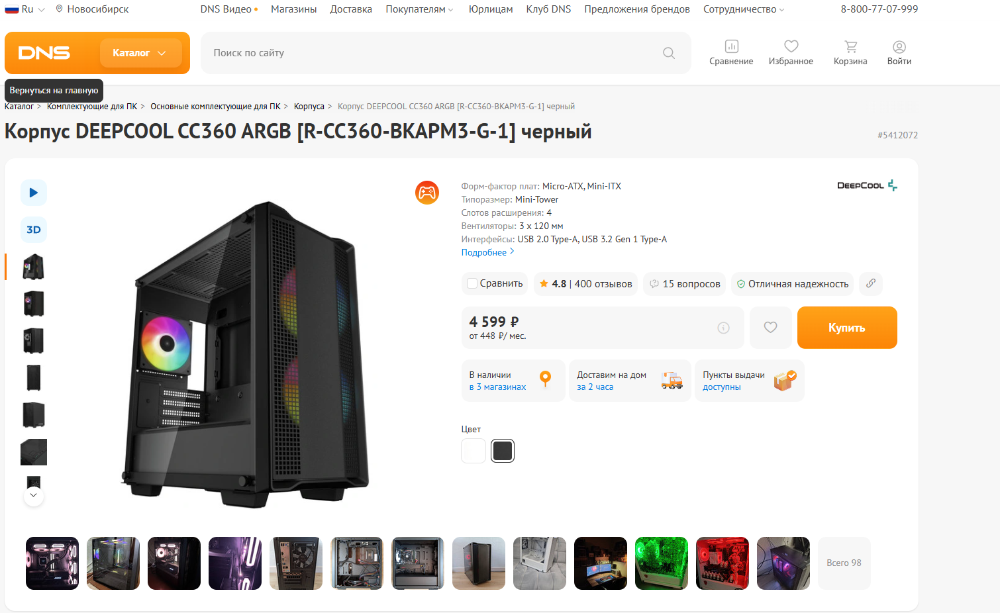 Ru Новосибирск DNS Видео Магазины Доставка Покупателям Юрлицам Клуб DNS Предложения брендов Сотрудничество 8-800-77-07-999
DNS Каталог Поиск по сайту Сравнение Избранное Корзина Войти
Вернуться на главную
Каталог > Комплектующие для ПК > Основные комплектующие для ПК > Корпуса > Корпус DEEPCOOL CC360 ARGB [R-CC360-BKAPM3-G-1] черный
Корпус DEEPCOOL CC360 ARGB [R-CC360-BKAPM3-G-1] черный
#5412072
3D
DEEPCOOL
Форм-фактор плат: Micro-ATX, Mini-ITX
Типоразмер: Mini-Tower
Слотов расширения: 4
Вентиляторы: 3 x 120 мм
Интерфейсы: USB 2.0 Type-A, USB 3.2 Gen 1 Type-A
Подробнее >
Сравнить 4.8 | 400 отзывов 15 вопросов Отличная надежность
4 599 ₽
от 448 ₽/ мес.
Купить
В наличии
в 3 магазинах
Доставим на дом
за 2 часа
Пункты выдачи
доступны
Цвет
Всего 98